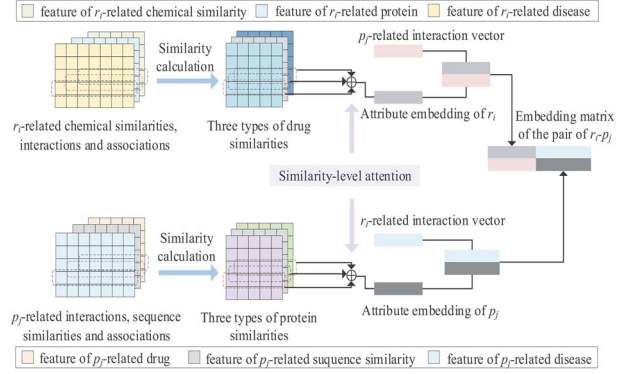 feature of ri-related chemical similarity feature of ri-related protein feature of ri-related disease
pj-related interaction vector
Similarity
calculation
Attribute embedding of ri
Embedding matrix
of the pair of ri-pj
ri-related chemical similarities,
interactions and associations
Three types of drug
similarities
Similarity-level attention
ri-related interaction vector
Similarity
calculation
Attribute embedding of pj
pj-related interactions, sequence
similarities and associations
Three types of protein
similarities
feature of pj-related drug feature of pj-related suquence similarity feature of pj-related disease